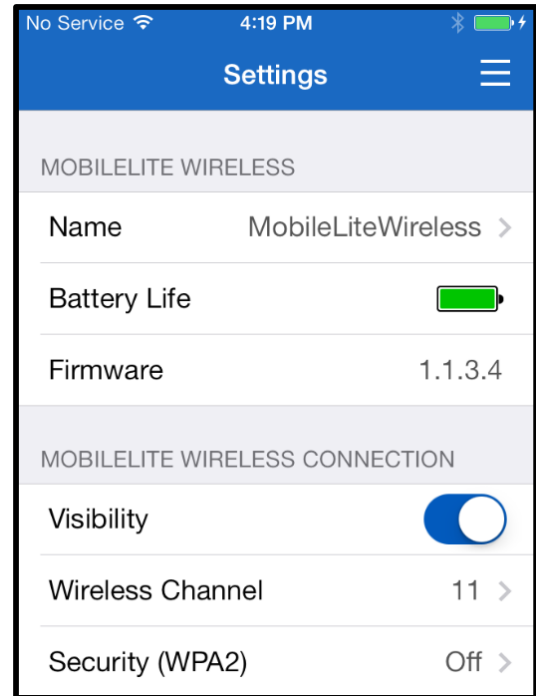 No Service 4:19 PM
Settings
MOBILELITE WIRELESS
Name MobileLiteWireless
Battery Life
Firmware 1.1.3.4
MOBILELITE WIRELESS CONNECTION
Visibility
Wireless Channel 11
Security (WPA2) Off